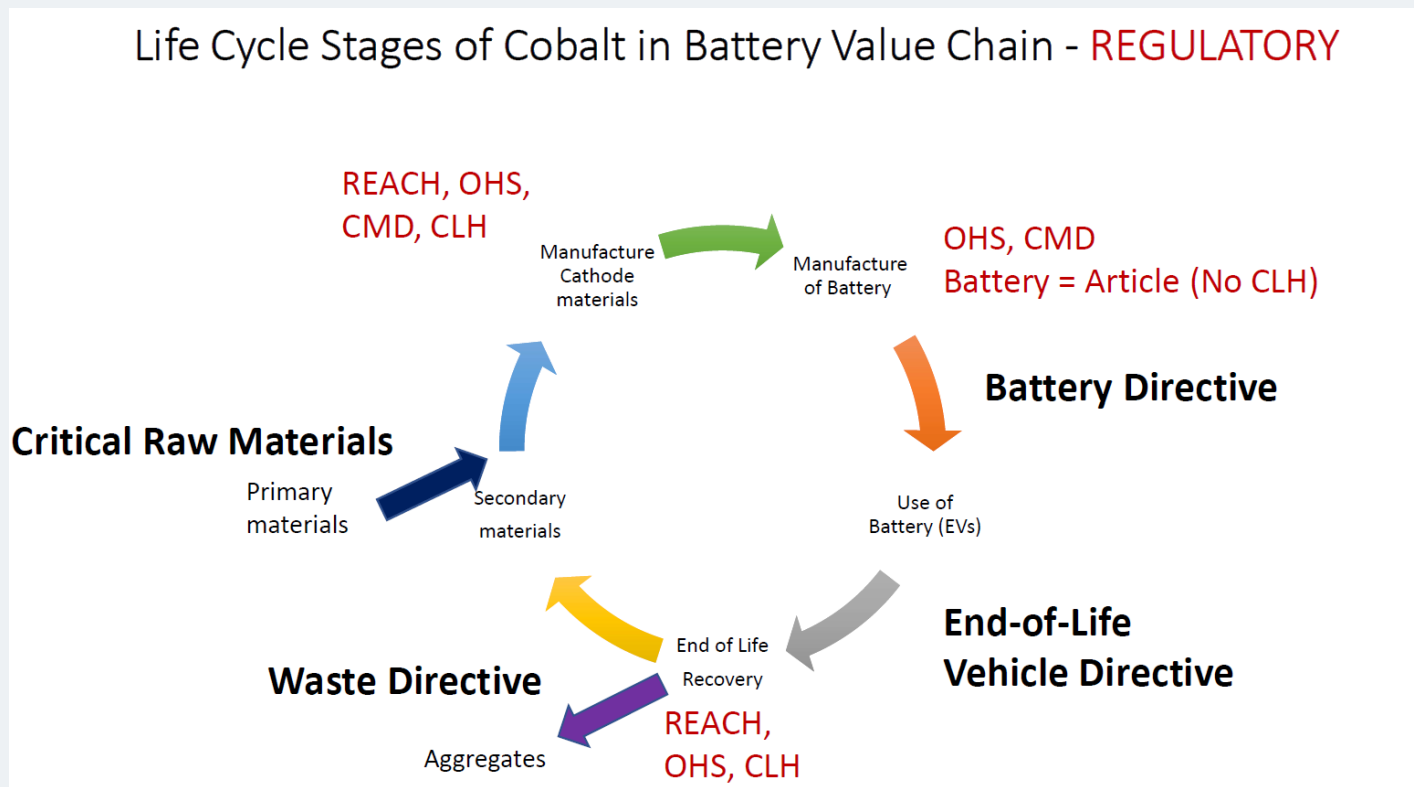 Life Cycle Stages of Cobalt in Battery Value Chain - REGULATORY
REACH, OHS,
CMD, CLH
Manufacture
Cathode
materials
Manufacture
of Battery
OHS, CMD
Battery = Article (No CLH)
Battery Directive
Critical Raw Materials
Primary
materials
Secondary
materials
Use of
Battery (EVs)
End-of-Life
Vehicle Directive
End of Life
Recovery
Waste Directive
REACH,
OHS, CLH
Aggregates